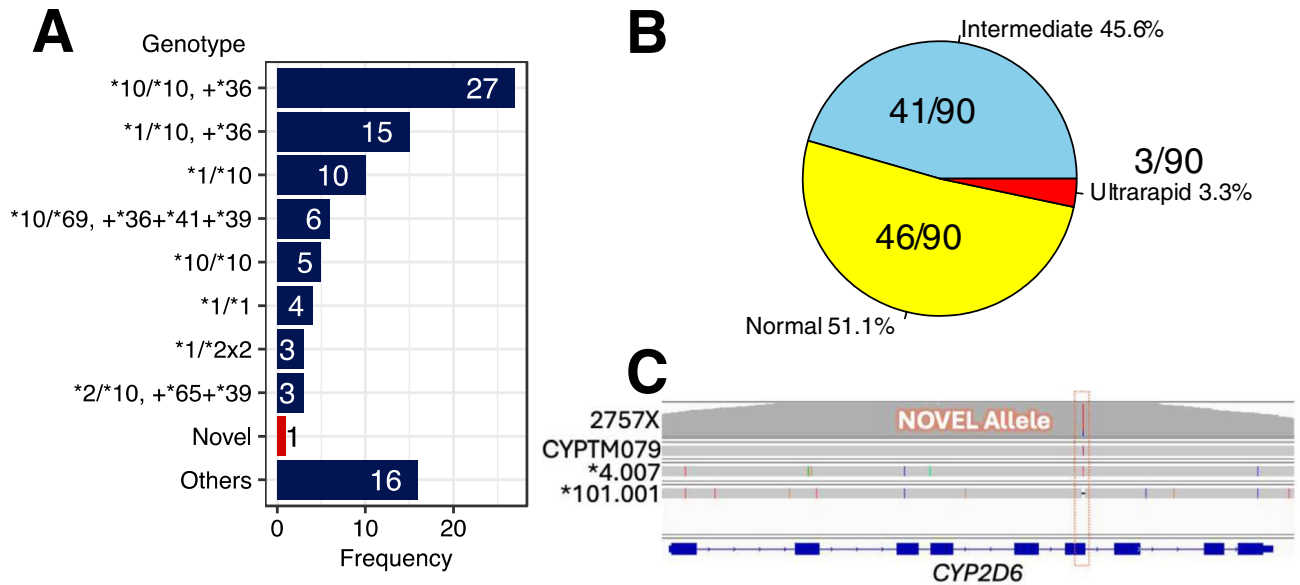 A
Genotype
*10/*10, +*36
27
*1/*10, +*36
15
*1/*10
10
*10/*69, +*36+*41+*39
6
*10/*10
5
*1/*1
4
*1/*2x2
3
*2/*10, +*65+*39
3
Novel
1
Others
16
0 10 20
Frequency
B
Intermediate 45.6%
41/90
3/90
Ultrarapid 3.3%
46/90
Normal 51.1%
C
2757X
NOVEL Allele
CYPTM079
*4.007
*101.001
CYP2D6